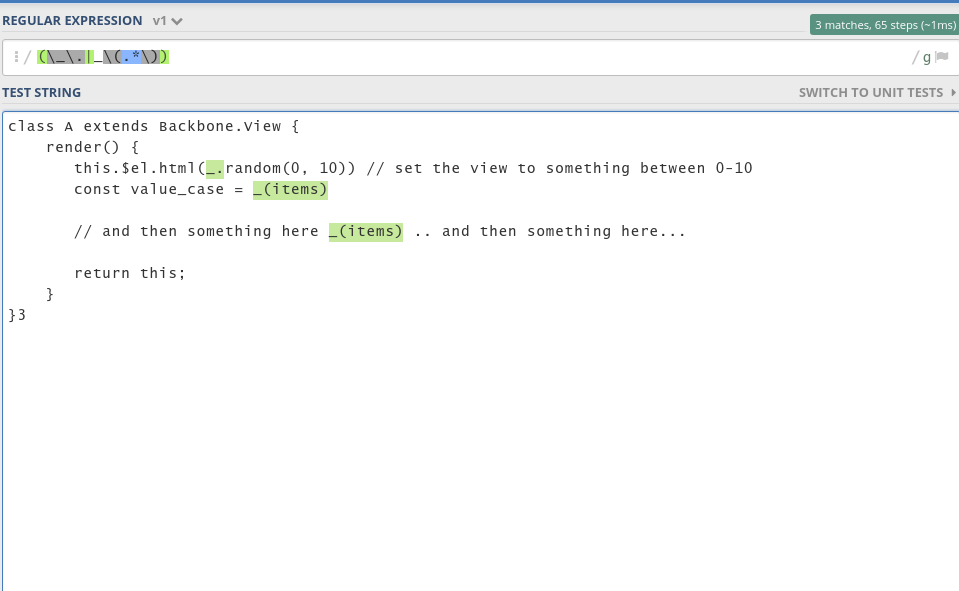 REGULAR EXPRESSION v1
3 matches, 65 steps (~1ms)
/ (\_\.|_\(.*\)) / g
TEST STRING
SWITCH TO UNIT TESTS
class A extends Backbone.View {
render() {
this.$el.html(_.random(0, 10)) // set the view to something between 0-10
const value_case = _(items)
// and then something here _(items) .. and then something here...
return this;
}
}3